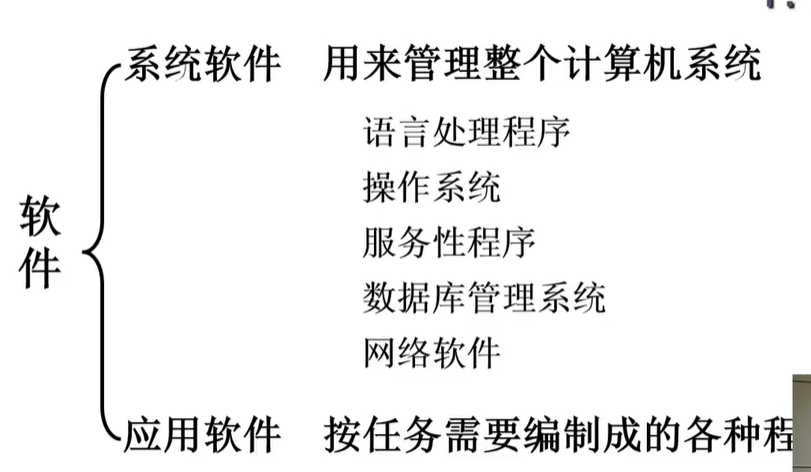 系统软件 用来管理整个计算机系统
语言处理程序
操作系统
软件
服务性程序
数据库管理系统
网络软件
应用软件 按任务需要编制成的各种程